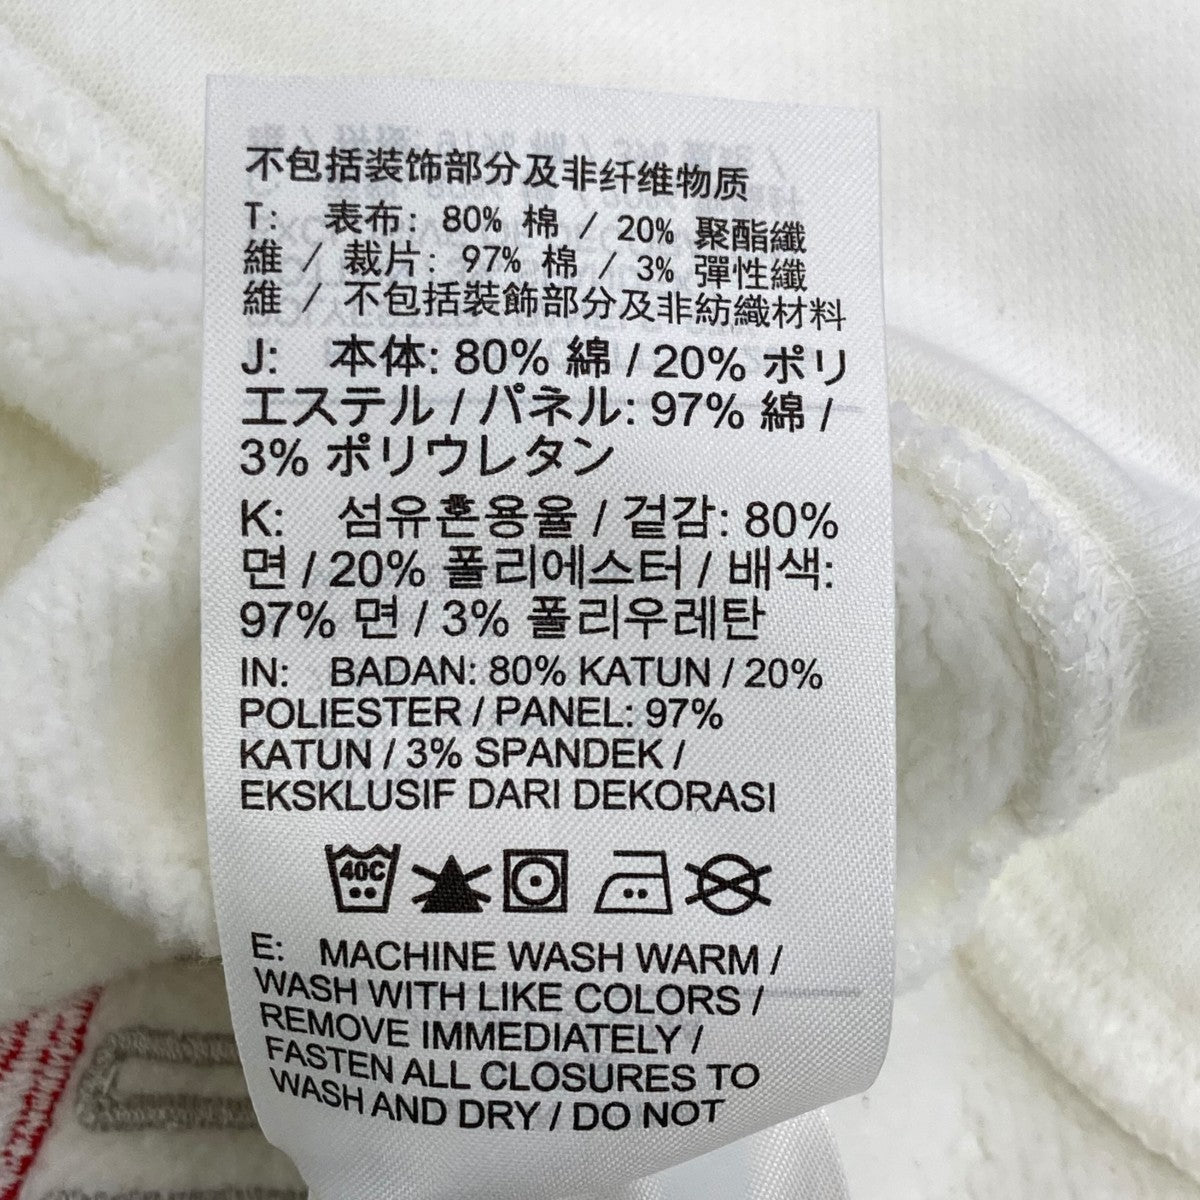 不包括装饰部分及非纤维物质
T: 表布: 80% 棉 / 20% 聚酯纖
維 / 裁片: 97% 棉 / 3% 彈性纖
維 / 不包括裝飾部分及非紡織材料
J: 本体: 80% 綿 / 20% ポリ
エステル / パネル: 97% 綿 /
3% ポリウレタン
K: 섬유혼용율 / 겉감: 80%
면 / 20% 폴리에스터 / 배색:
97% 면 / 3% 폴리우레탄
IN: BADAN: 80% KATUN / 20%
POLIESTER / PANEL: 97%
KATUN / 3% SPANDEK /
EKSKLUSIF DARI DEKORASI
40C
E: MACHINE WASH WARM /
WASH WITH LIKE COLORS /
REMOVE IMMEDIATELY /
FASTEN ALL CLOSURES TO
WASH AND DRY / DO NOT